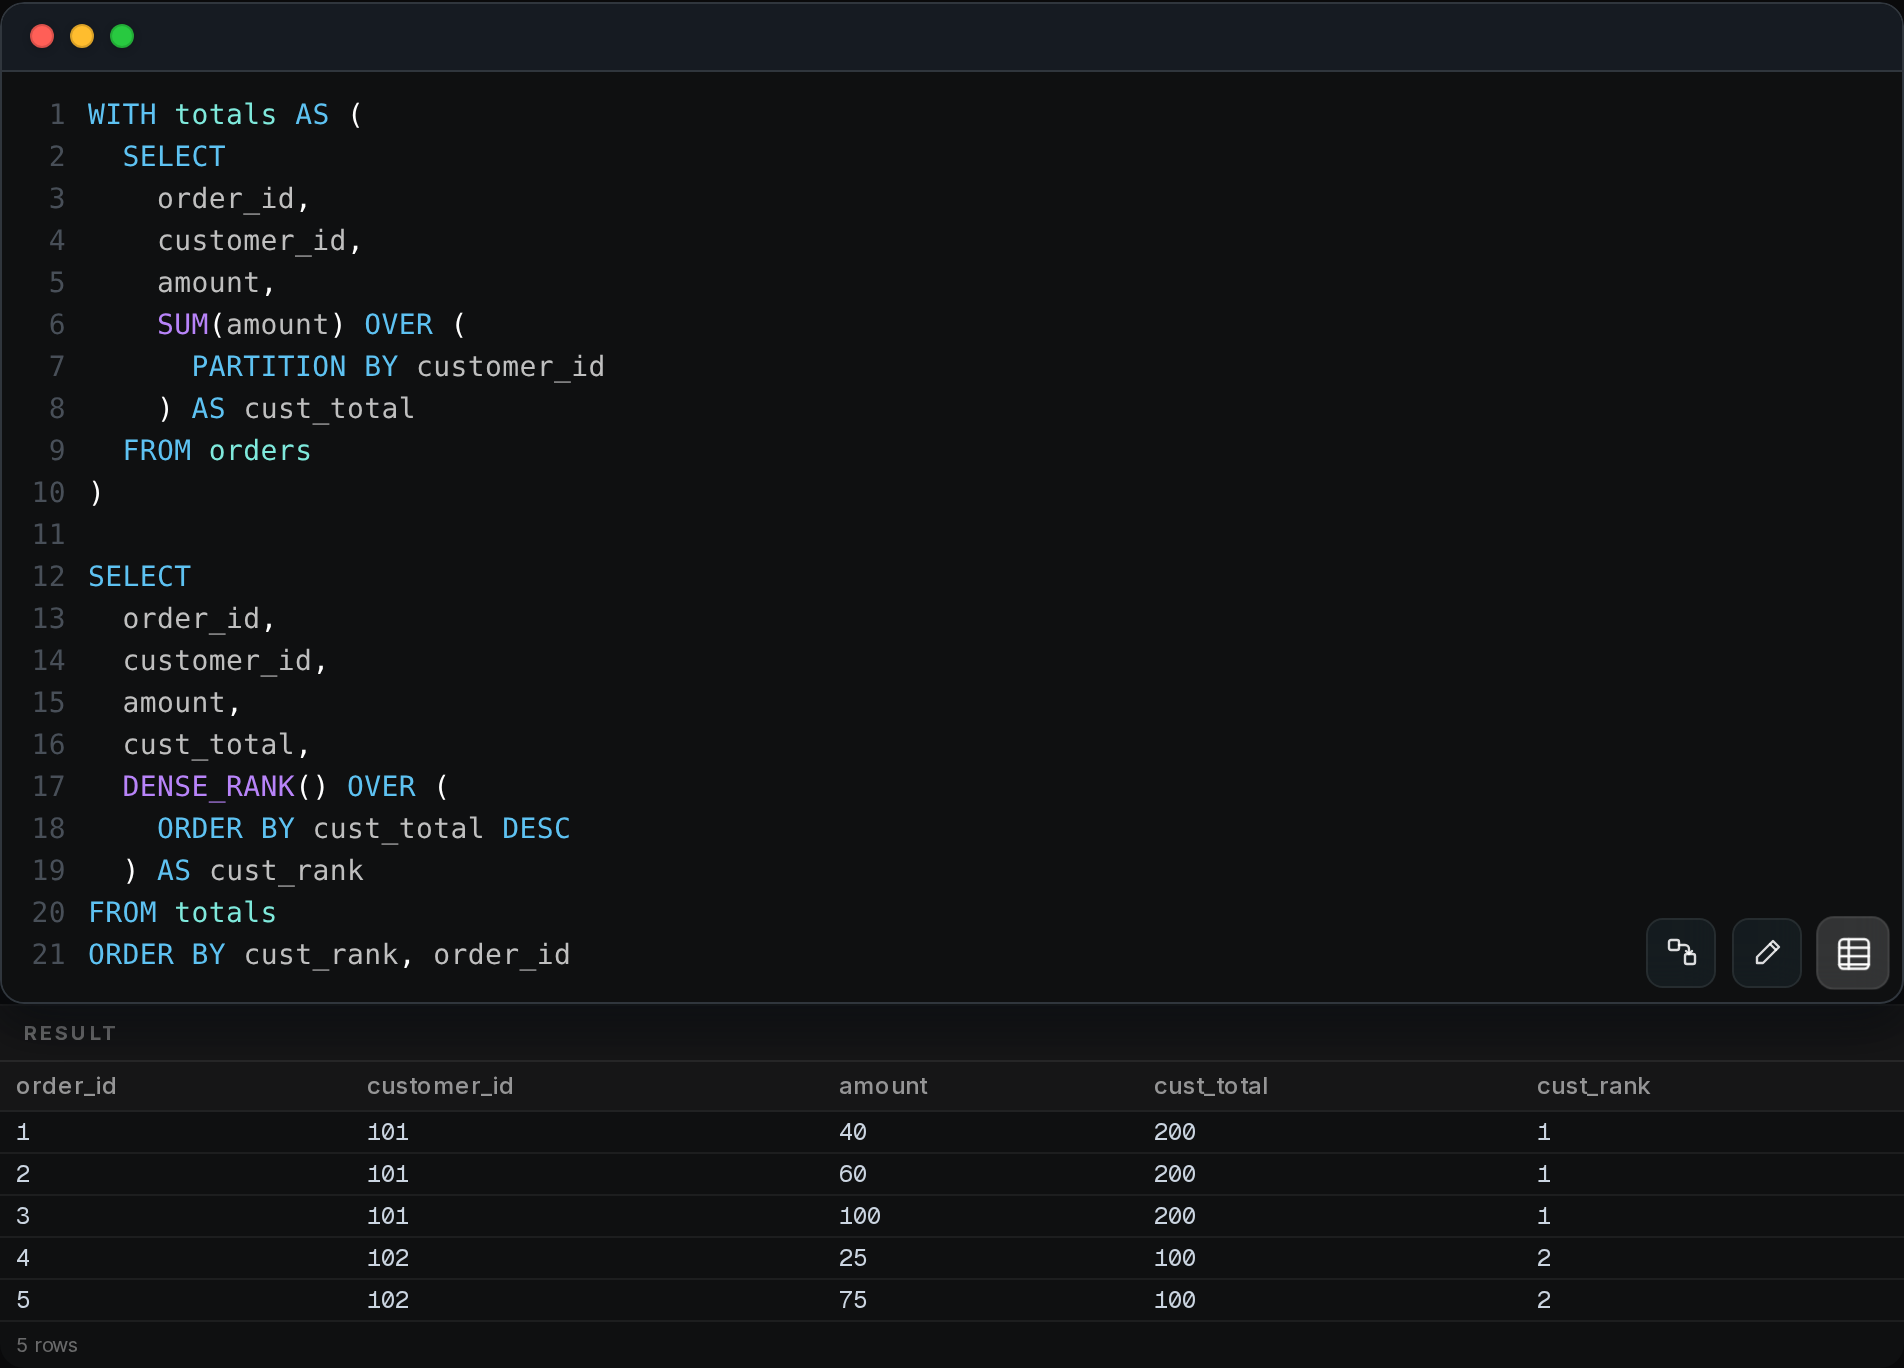 1 WITH totals AS (
2   SELECT
3     order_id,
4     customer_id,
5     amount,
6     SUM(amount) OVER (
7       PARTITION BY customer_id
8     ) AS cust_total
9   FROM orders
10 )
11
12 SELECT
13   order_id,
14   customer_id,
15   amount,
16   cust_total,
17   DENSE_RANK() OVER (
18     ORDER BY cust_total DESC
19   ) AS cust_rank
20 FROM totals
21 ORDER BY cust_rank, order_id
RESULT
order_id customer_id amount cust_total cust_rank
1 101 40 200 1
2 101 60 200 1
3 101 100 200 1
4 102 25 100 2
5 102 75 100 2
5 rows